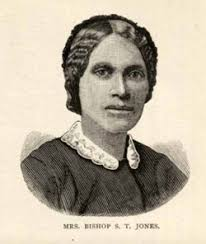 MRS. BISHOP S. T. JONES.